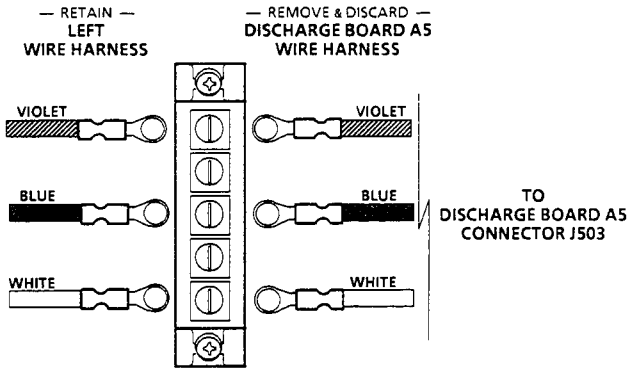 — RETAIN —
LEFT
WIRE HARNESS
— REMOVE & DISCARD —
DISCHARGE BOARD A5
WIRE HARNESS
VIOLET
VIOLET
BLUE
BLUE
WHITE
WHITE
TO
DISCHARGE BOARD A5
CONNECTOR J503